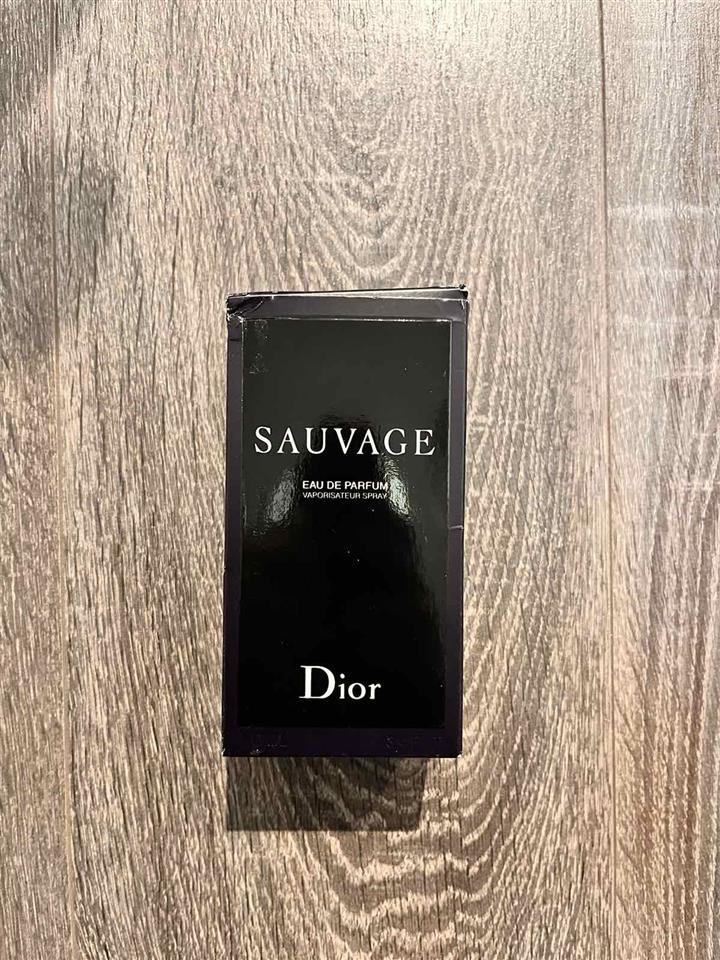 SAUVAGE
EAU DE PARFUM
VAPORISATEUR SPRAY
Dior